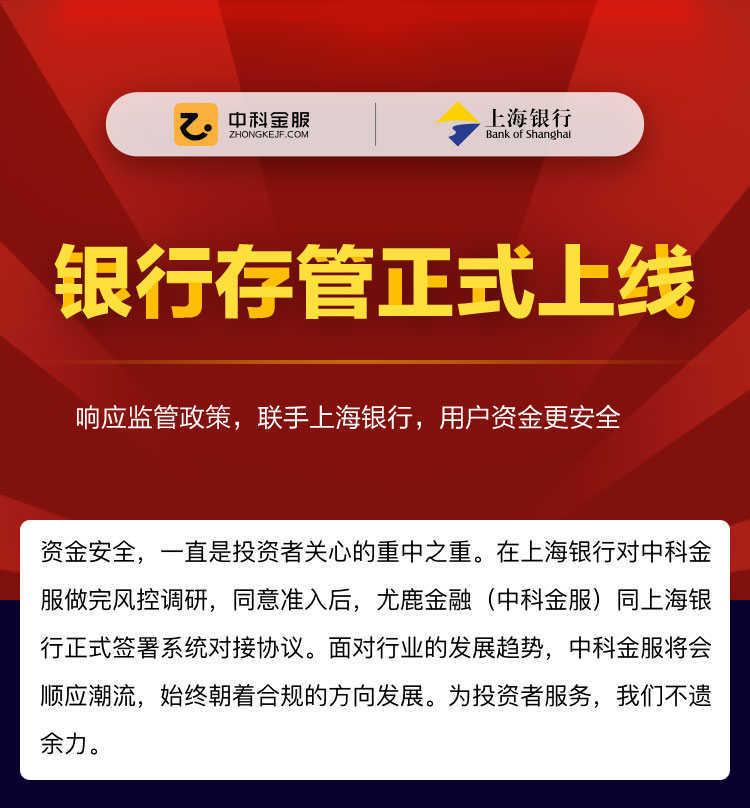 中科金服
ZHONGKEJF.COM
上海银行
Bank of Shanghai
银行存管正式上线
响应监管政策，联手上海银行，用户资金更安全
资金安全，一直是投资者关心的重中之重。在上海银行对中科金
服做完风控调研，同意准入后，尤鹿金融（中科金服）同上海银
行正式签署系统对接协议。面对行业的发展趋势，中科金服将会
顺应潮流，始终朝着合规的方向发展。为投资者服务，我们不遗
余力。